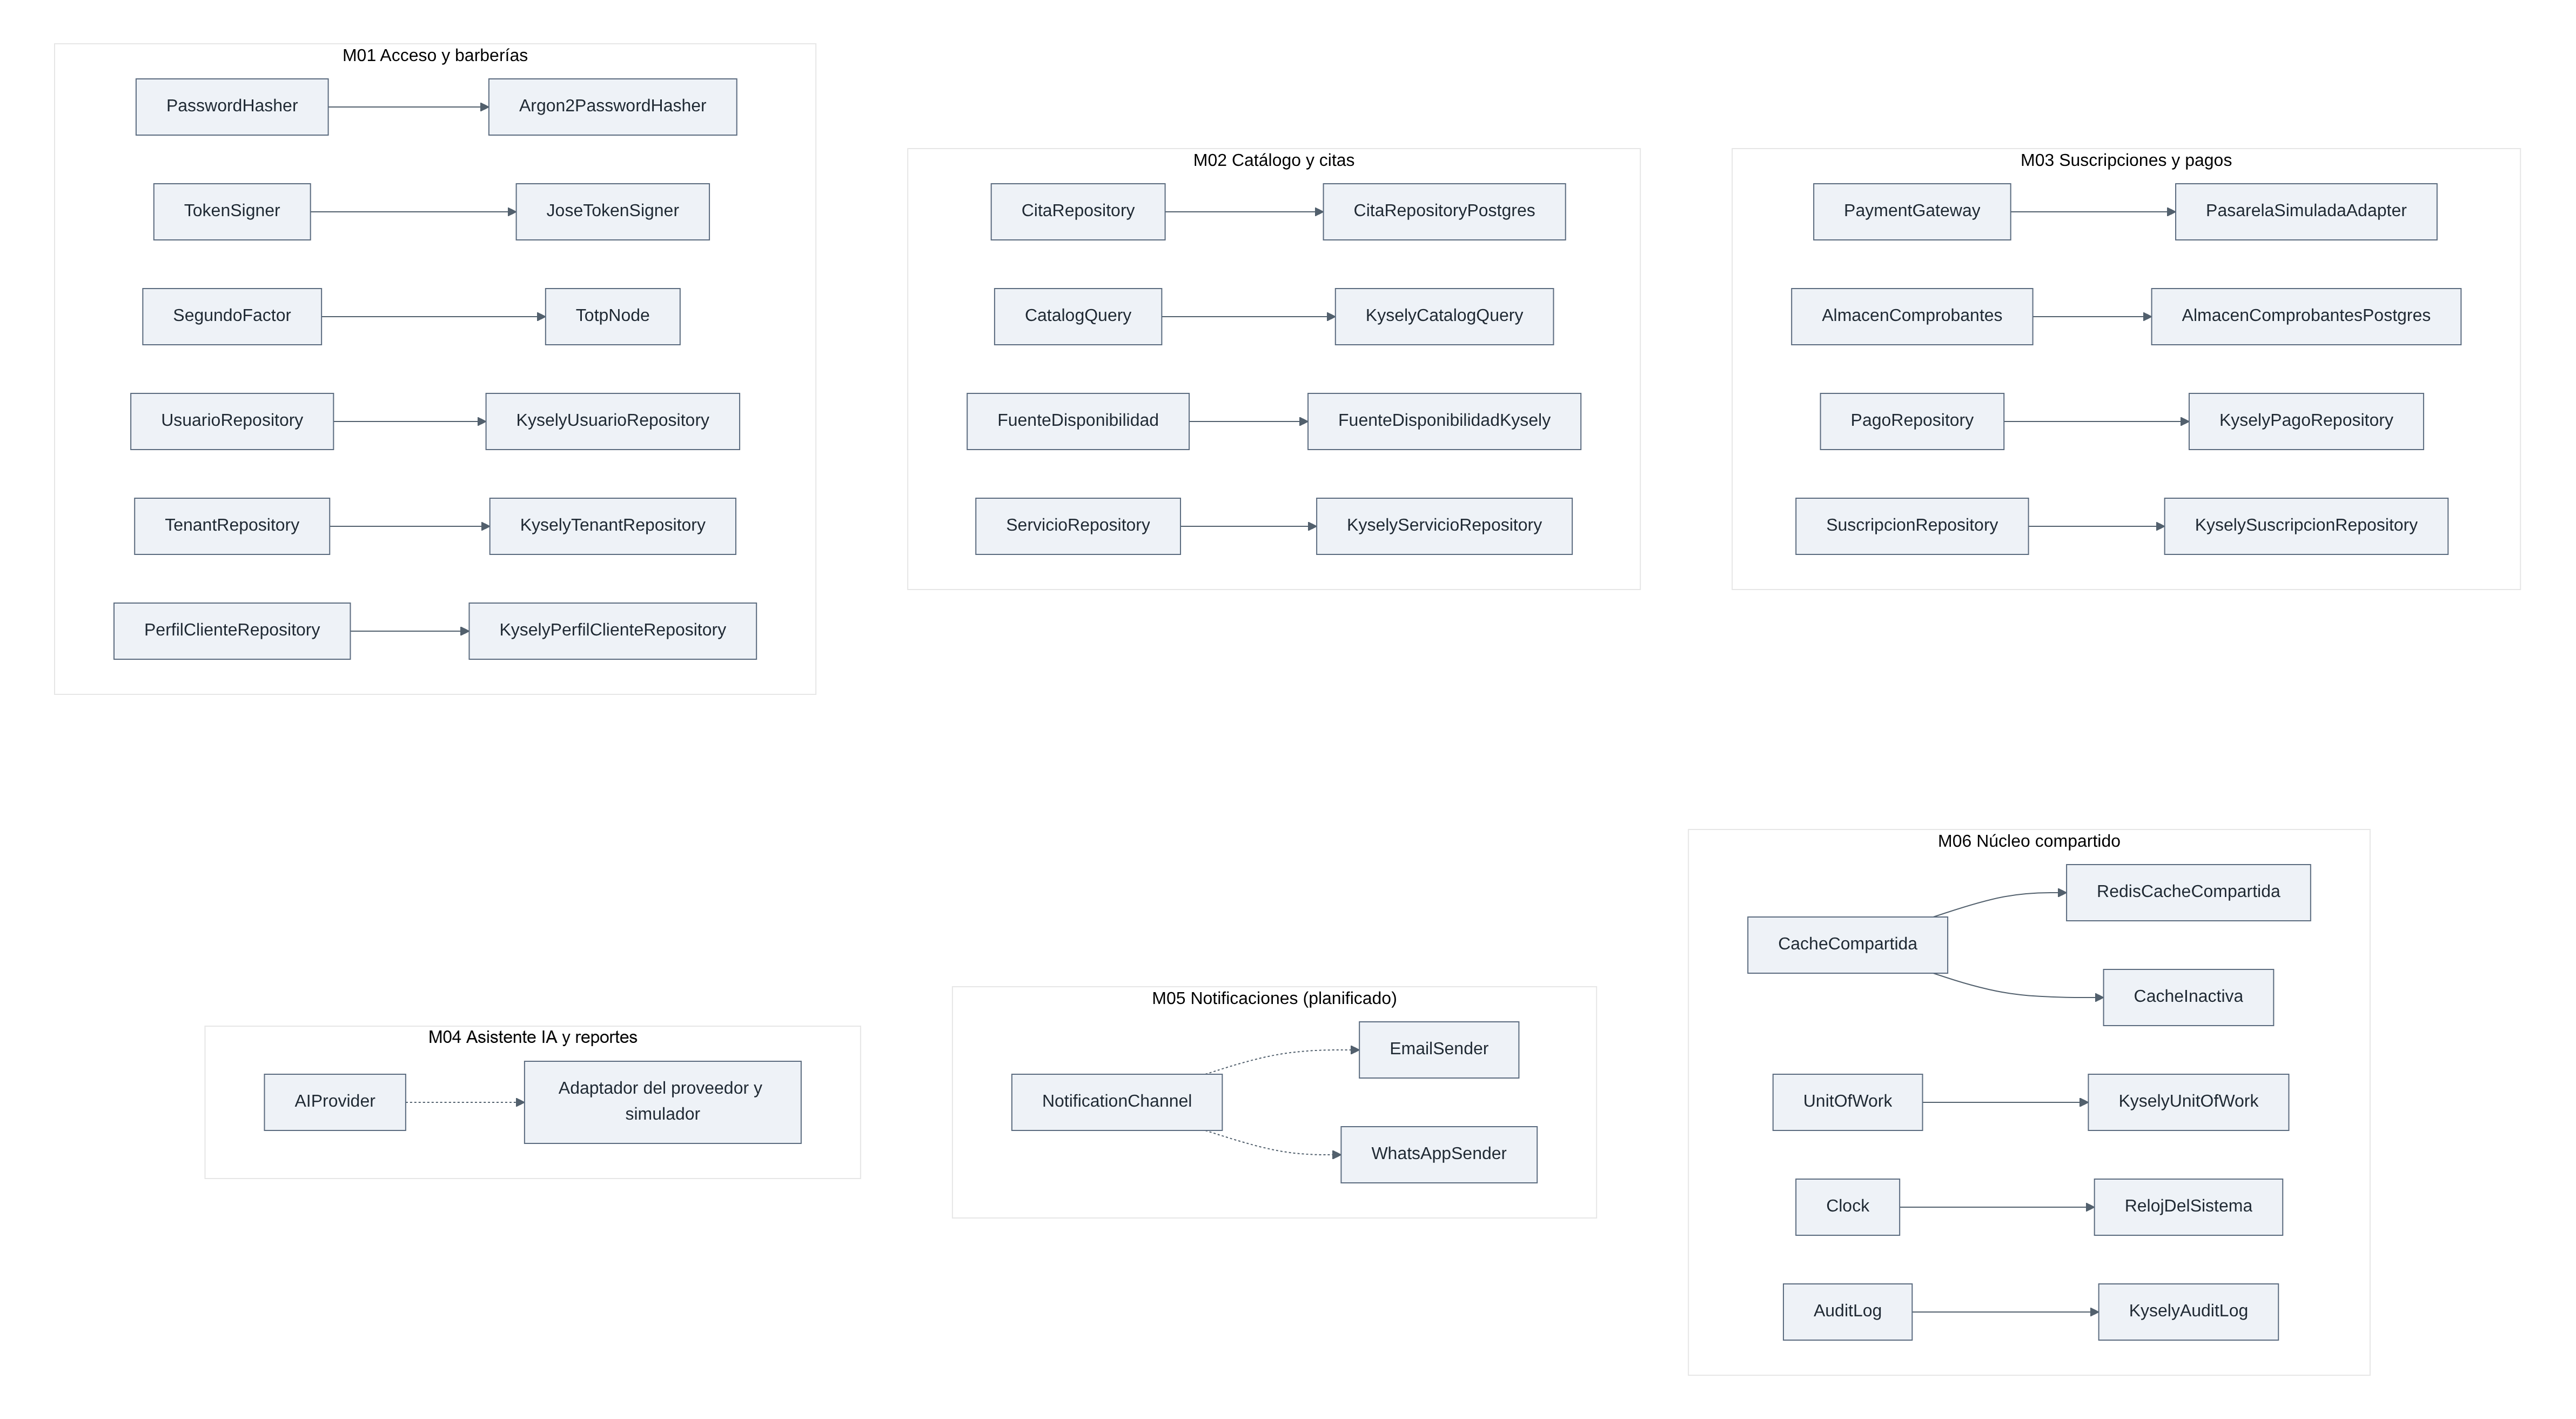 M01 Acceso y barberías
PasswordHasher
Argon2PasswordHasher
TokenSigner
JoseTokenSigner
SegundoFactor
TotpNode
UsuarioRepository
KyselyUsuarioRepository
TenantRepository
KyselyTenantRepository
PerfilClienteRepository
KyselyPerfilClienteRepository
M02 Catálogo y citas
CitaRepository
CitaRepositoryPostgres
CatalogQuery
KyselyCatalogQuery
FuenteDisponibilidad
FuenteDisponibilidadKysely
ServicioRepository
KyselyServicioRepository
M03 Suscripciones y pagos
PaymentGateway
PasarelaSimuladaAdapter
AlmacenComprobantes
AlmacenComprobantesPostgres
PagoRepository
KyselyPagoRepository
SuscripcionRepository
KyselySuscripcionRepository
M04 Asistente IA y reportes
AIProvider
Adaptador del proveedor y
simulador
M05 Notificaciones (planificado)
NotificationChannel
EmailSender
WhatsAppSender
M06 Núcleo compartido
CacheCompartida
RedisCacheCompartida
CacheInactiva
UnitOfWork
KyselyUnitOfWork
Clock
RelojDelSistema
AuditLog
KyselyAuditLog